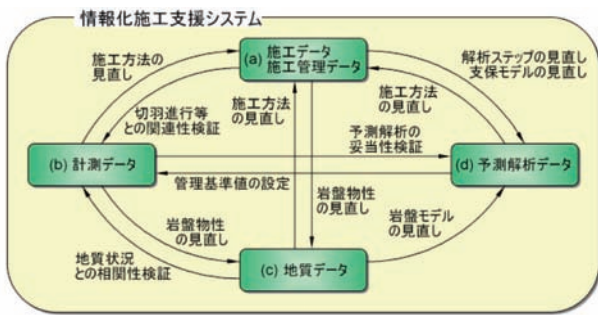 情報化施工支援システム
施工方法の
見直し
(a) 施工データ
施工管理データ
解析ステップの見直し
支保モデルの見直し
切羽進行等
との関連性検証
施工方法の
見直し
施工方法の
見直し
予測解析の
妥当性検証
(b) 計測データ
(d) 予測解析データ
管理基準値の設定
岩盤物性
の見直し
岩盤物性の
見直し
岩盤モデル
の見直し
地質状況
との相関性検証
(c) 地質データ